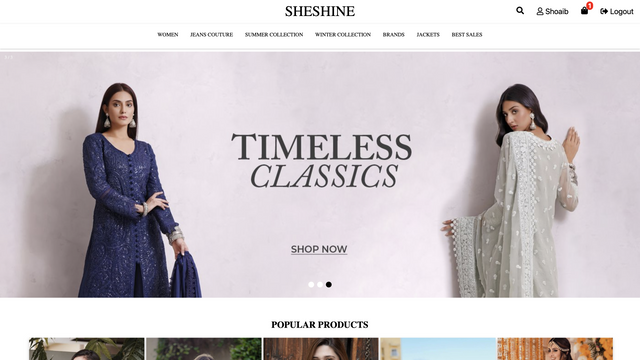 SHESHINE
Shoaib
1
Logout
WOMEN JEANS COUTURE SUMMER COLLECTION WINTER COLLECTION BRANDS JACKETS BEST SALES
TIMELESS
CLASSICS
SHOP NOW
POPULAR PRODUCTS